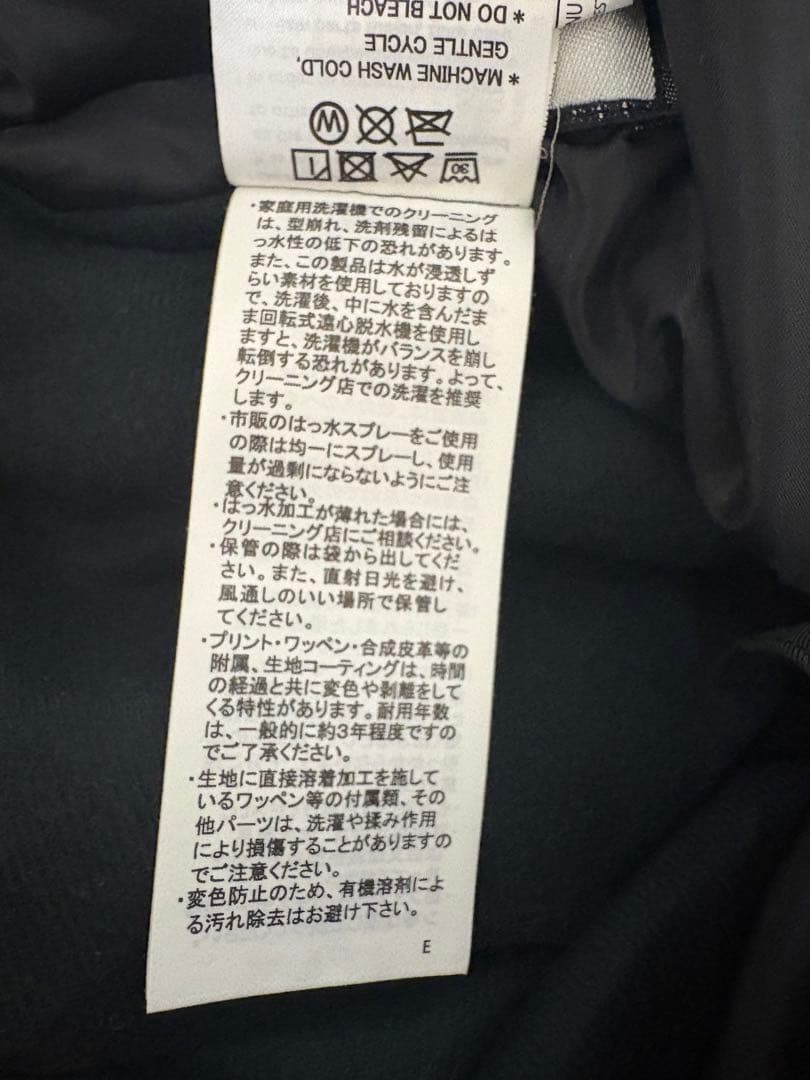 * MACHINE WASH COLD,
GENTLE CYCLE
* DO NOT BLEACH
30
W
・家庭用洗濯機でのクリーニング
は、型崩れ、洗剤残留によるは
っ水性の低下の恐れがあります。
また、この製品は水が浸透しず
らい素材を使用しておりますの
で、洗濯後、中に水を含んだま
ま回転式遠心脱水機を使用し
ますと、洗濯機がバランスを崩し
転倒する恐れがあります。よって、
クリーニング店での洗濯を推奨
します。
・市販のはっ水スプレーをご使用
の際は均一にスプレーし、使用
量が過剰にならないようにご注
意ください。
・はっ水加工が薄れた場合には、
クリーニング店にご相談ください。
・保管の際は袋から出してくだ
さい。また、直射日光を避け、
風通しのいい場所で保管し
てください。
・プリント・ワッペン・合成皮革等の
附属、生地コーティングは、時間
の経過と共に変色や剥離をして
くる特性があります。耐用年数
は、一般的に約3年程度ですの
でご了承ください。
・生地に直接溶着加工を施して
いるワッペン等の付属類、その
他パーツは、洗濯や揉み作用
により損傷することがありますの
でご注意ください。
・変色防止のため、有機溶剤によ
る汚れ除去はお避け下さい。
E